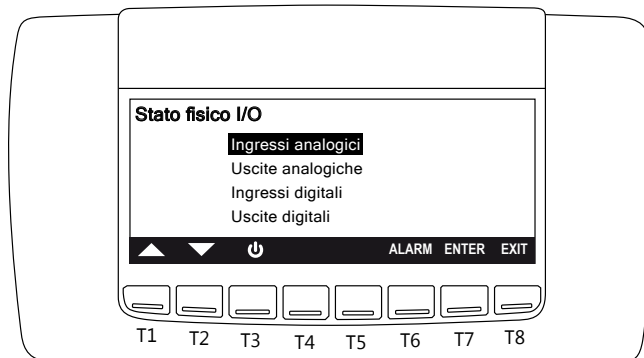 Stato fisico I/O
Ingressi analogici
Uscite analogiche
Ingressi digitali
Uscite digitali
ALARM ENTER EXIT
T1 T2 T3 T4 T5 T6 T7 T8